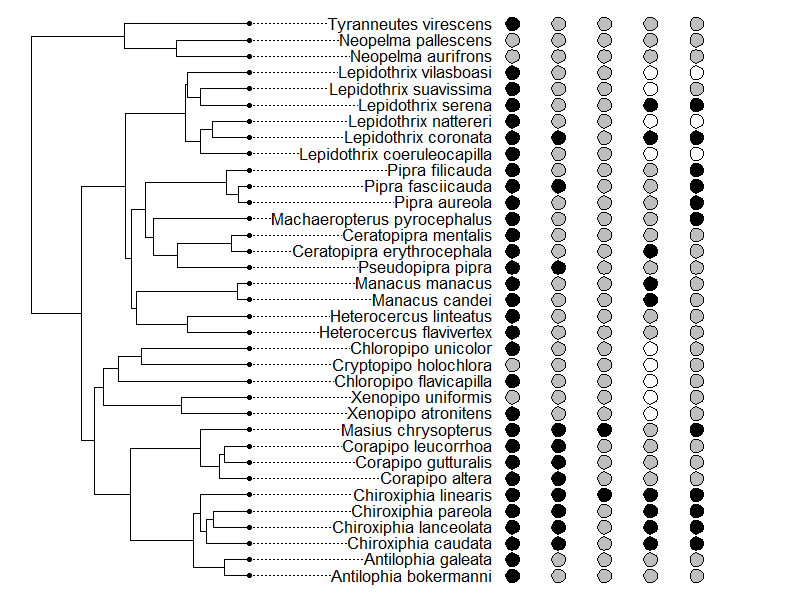 Tyranneutes virescens
Neopelma pallescens
Neopelma aurifrons
Lepidothrix vilasboasi
Lepidothrix suavissima
Lepidothrix serena
Lepidothrix nattereri
Lepidothrix coronata
Lepidothrix coeruleocapilla
Pipra filicauda
Pipra fasciicauda
Pipra aureola
Machaeropterus pyrocephalus
Ceratopipra mentalis
Ceratopipra erythrocephala
Pseudopipra pipra
Manacus manacus
Manacus candei
Heterocercus linteatus
Heterocercus flavivertex
Chloropipo unicolor
Cryptopipo holochlora
Chloropipo flavicapilla
Xenopipo uniformis
Xenopipo atronitens
Masius chrysopterus
Corapipo leucorrhoa
Corapipo gutturalis
Corapipo altera
Chiroxiphia linearis
Chiroxiphia pareola
Chiroxiphia lanceolata
Chiroxiphia caudata
Antilophia galeata
Antilophia bokermanni